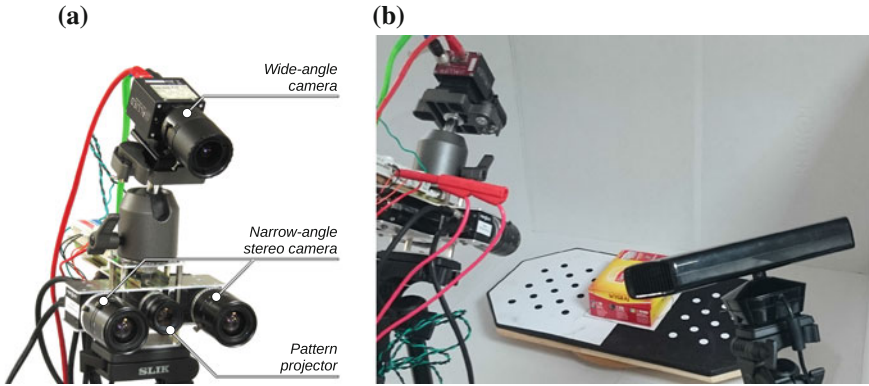 (a)
(b)
Wide-angle
camera
Narrow-angle
stereo camera
Pattern
projector
SLIK